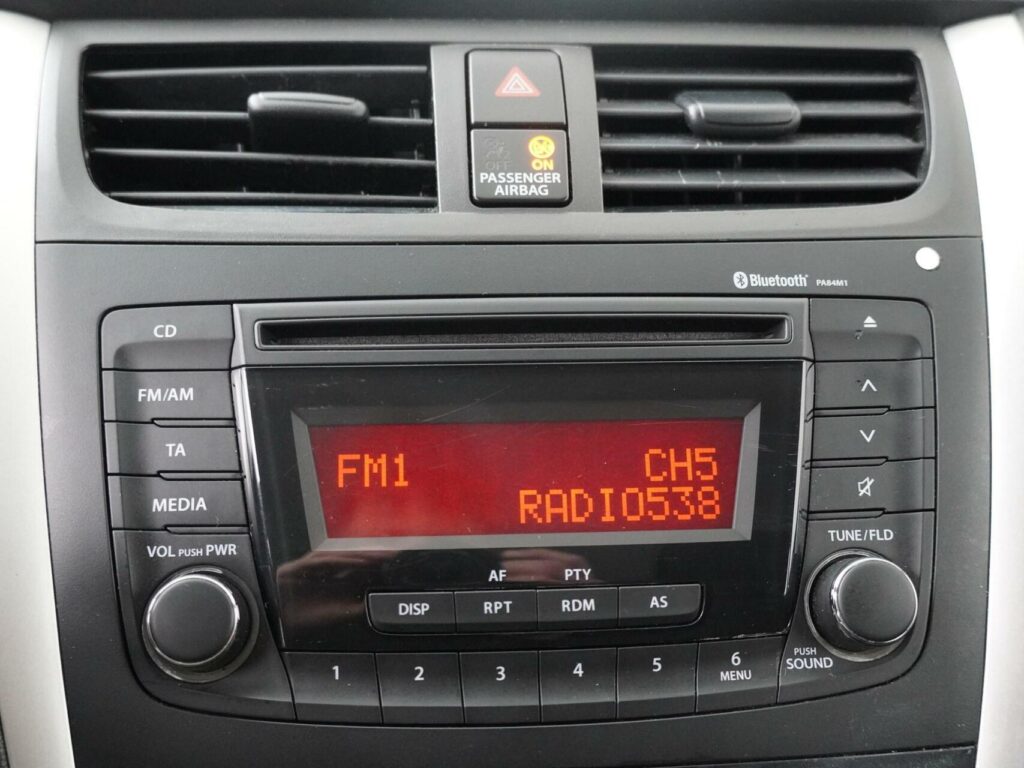 OFF ON
PASSENGER
AIRBAG
Bluetooth PA84M1
CD
FM/AM
TA
MEDIA
VOL PUSH PWR
FM1 CH5
RADIO538
TUNE/FLD
AF PTY
DISP RPT RDM AS
1 2 3 4 5 6
MENU
PUSH
SOUND